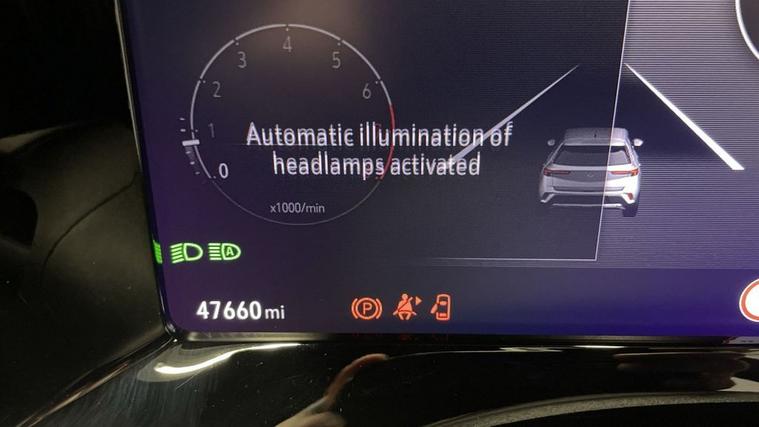 4
3
5
2
6
1
Automatic illumination of
headlamps activated
0
x1000/min
A
47660 mi
P